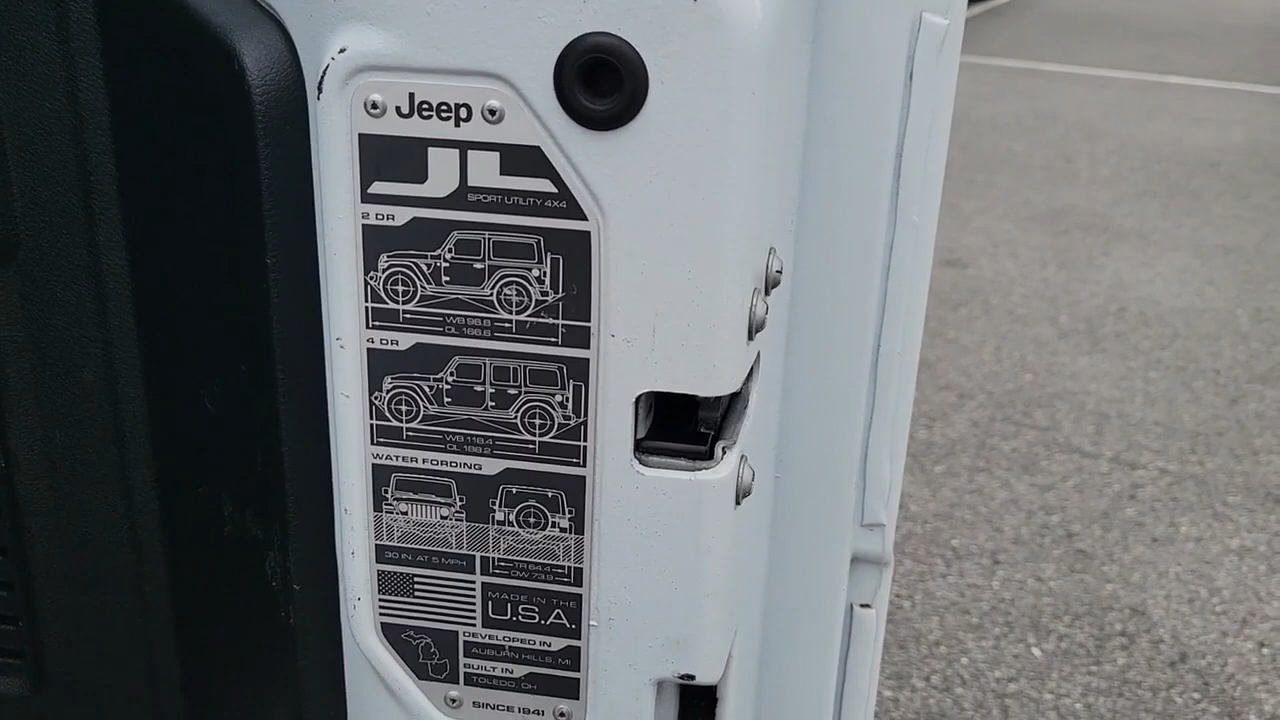 Jeep
JL
SPORT UTILITY 4X4
2 DR
WB 96.8
OL 166.6
4 DR
WB 118.4
OL 188.2
WATER FORDING
30 IN. AT 5 MPH
TR 64.4
OW 73.9
MADE IN THE
U.S.A.
DEVELOPED IN
AUBURN HILLS, MI
BUILT IN
TOLEDO, OH
SINCE 1941